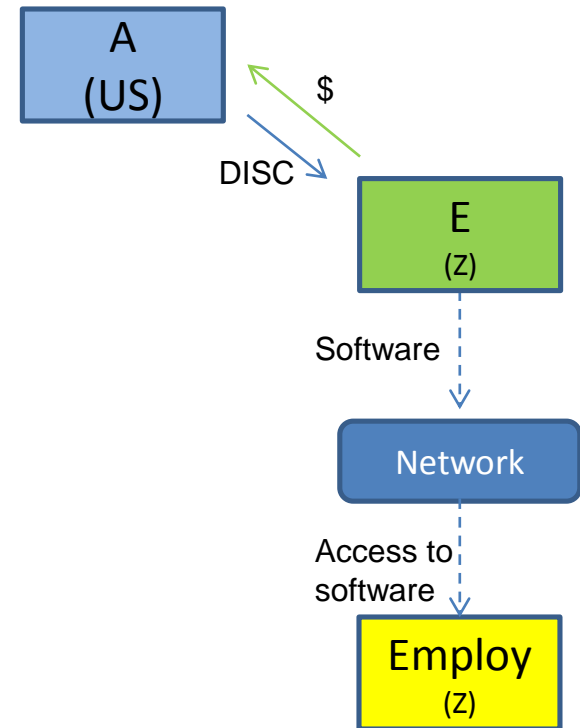 A
(US)
$
DISC
E
(Z)
Software
Network
Access to
software
Employ
(Z)